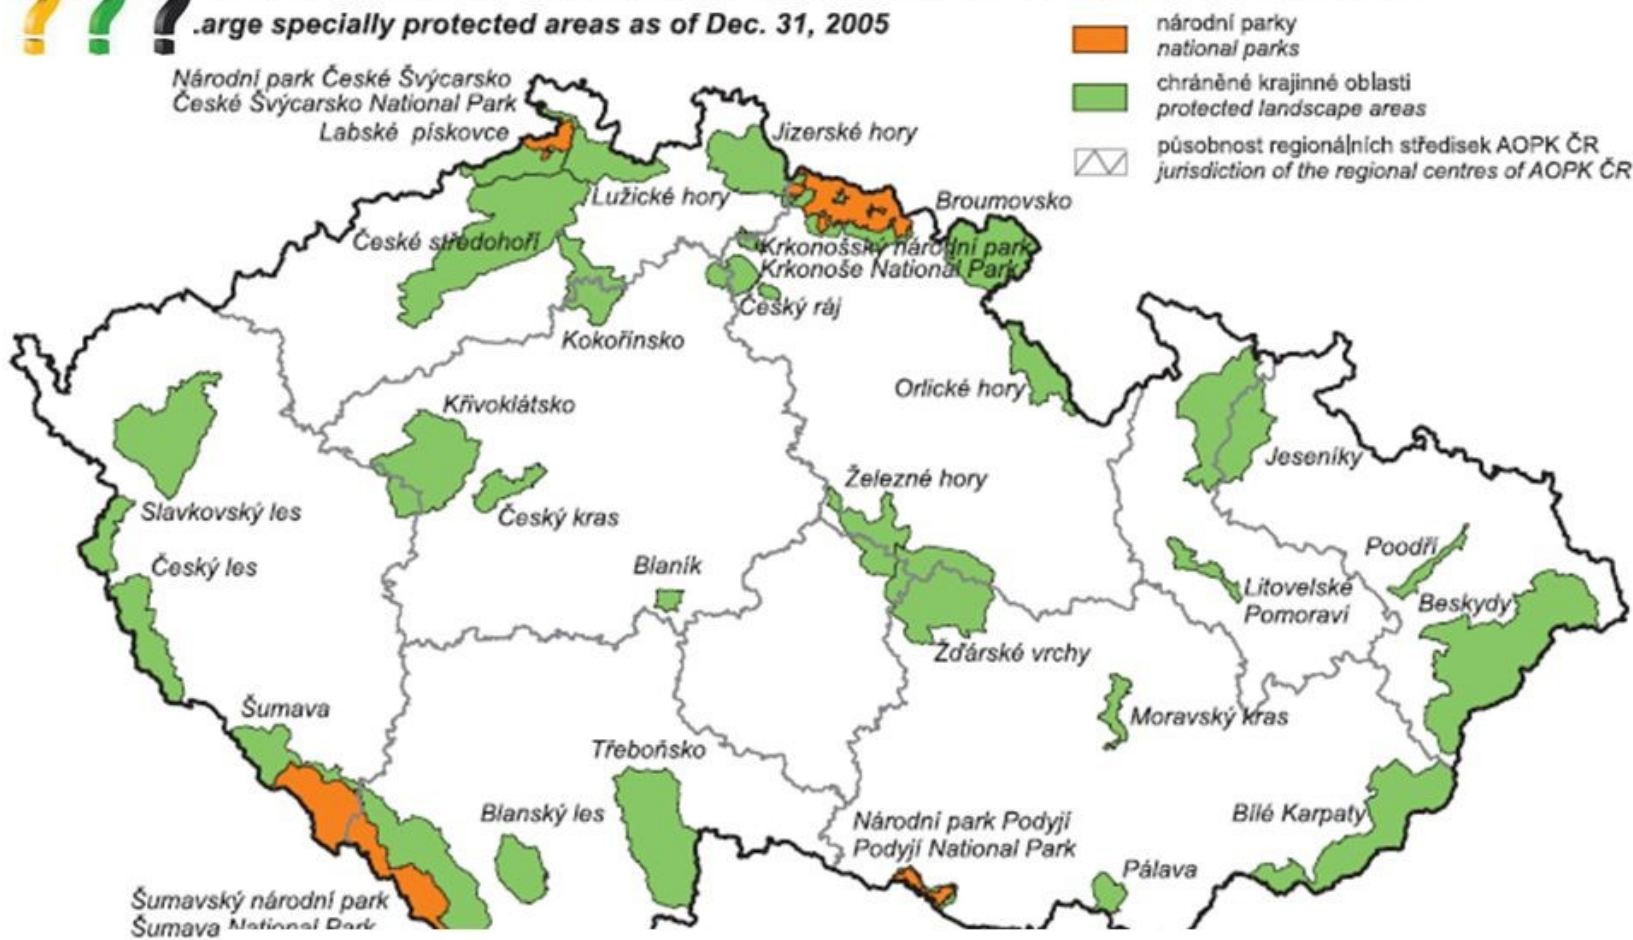 ? ? ?
.arge specially protected areas as of Dec. 31, 2005
národní parky
national parks
chráněné krajinné oblasti
protected landscape areas
působnost regionálních středisek AOPK ČR
jurisdiction of the regional centres of AOPK ČR
Národní park České Švýcarsko
České Švýcarsko National Park
Labské pískovce
Jizerské hory
Lužické hory
Broumovsko
České středohoří
Krkonošský národní park
Krkonoše National Park
Český ráj
Kokořínsko
Orlické hory
Křivoklátsko
Jeseníky
Železné hory
Slavkovský les
Český kras
Poodří
Český les
Blaník
Litovelské
Pomoraví
Beskydy
Žďárské vrchy
Šumava
Moravský kras
Třeboňsko
Blanský les
Národní park Podyjí
Podyjí National Park
Bílé Karpaty
Pálava
Šumavský národní park
Šumava National Park